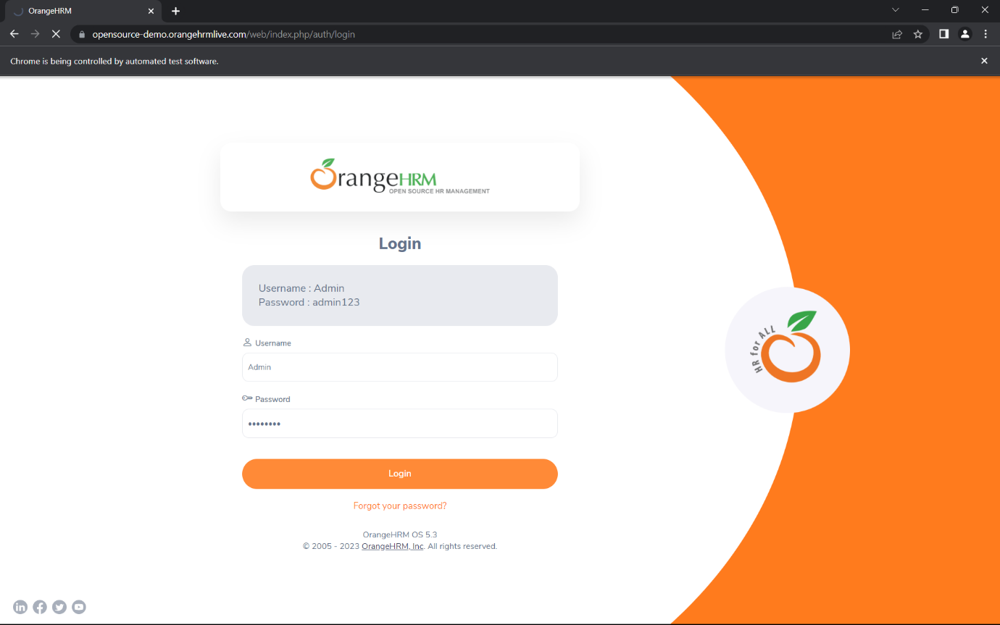 OrangeHRM
opensource-demo.orangehrmlive.com/web/index.php/auth/login
Chrome is being controlled by automated test software.
OrangeHRM
OPEN SOURCE HR MANAGEMENT
Login
Username : Admin
Password : admin123
Username
Admin
Password
••••••••
Login
Forgot your password?
OrangeHRM OS 5.3
© 2005 - 2023 OrangeHRM, Inc. All rights reserved.
HR for ALL